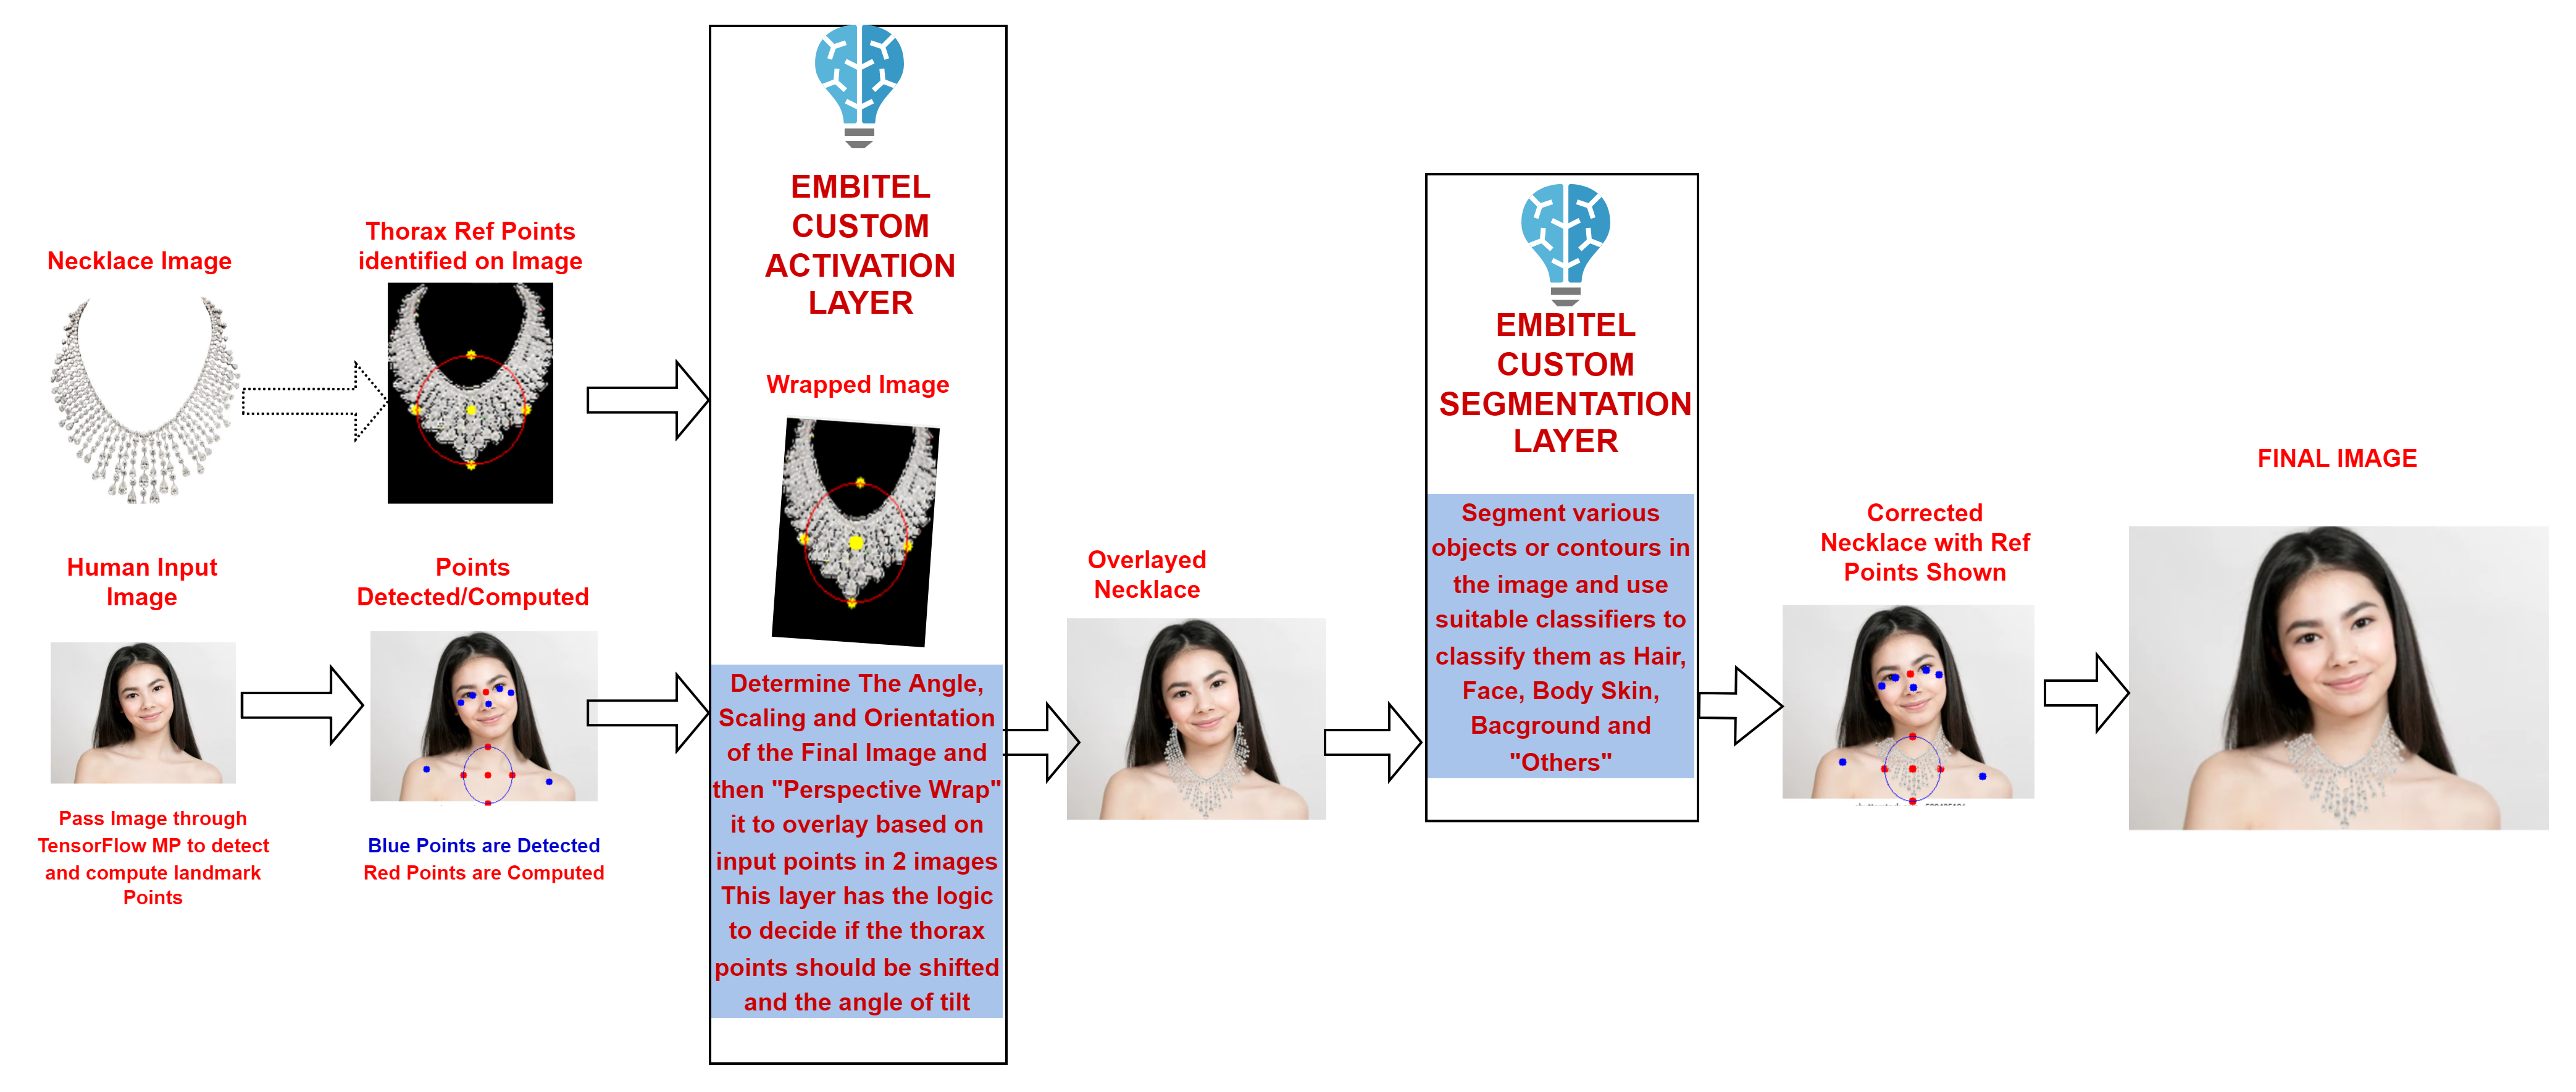 Necklace Image
Thorax Ref Points
identified on Image
Human Input
Image
Pass Image through
TensorFlow MP to detect
and compute landmark
Points
Points
Detected/Computed
Blue Points are Detected
Red Points are Computed
EMBITEL
CUSTOM
ACTIVATION
LAYER
Wrapped Image
Determine The Angle,
Scaling and Orientation
of the Final Image and
then "Perspective Wrap"
it to overlay based on
input points in 2 images
This layer has the logic
to decide if the thorax
points should be shifted
and the angle of tilt
Overlayed
Necklace
EMBITEL
CUSTOM
SEGMENTATION
LAYER
Segment various
objects or contours in
the image and use
suitable classifiers to
classify them as Hair,
Face, Body Skin,
Bacground and
"Others"
Corrected
Necklace with Ref
Points Shown
FINAL IMAGE